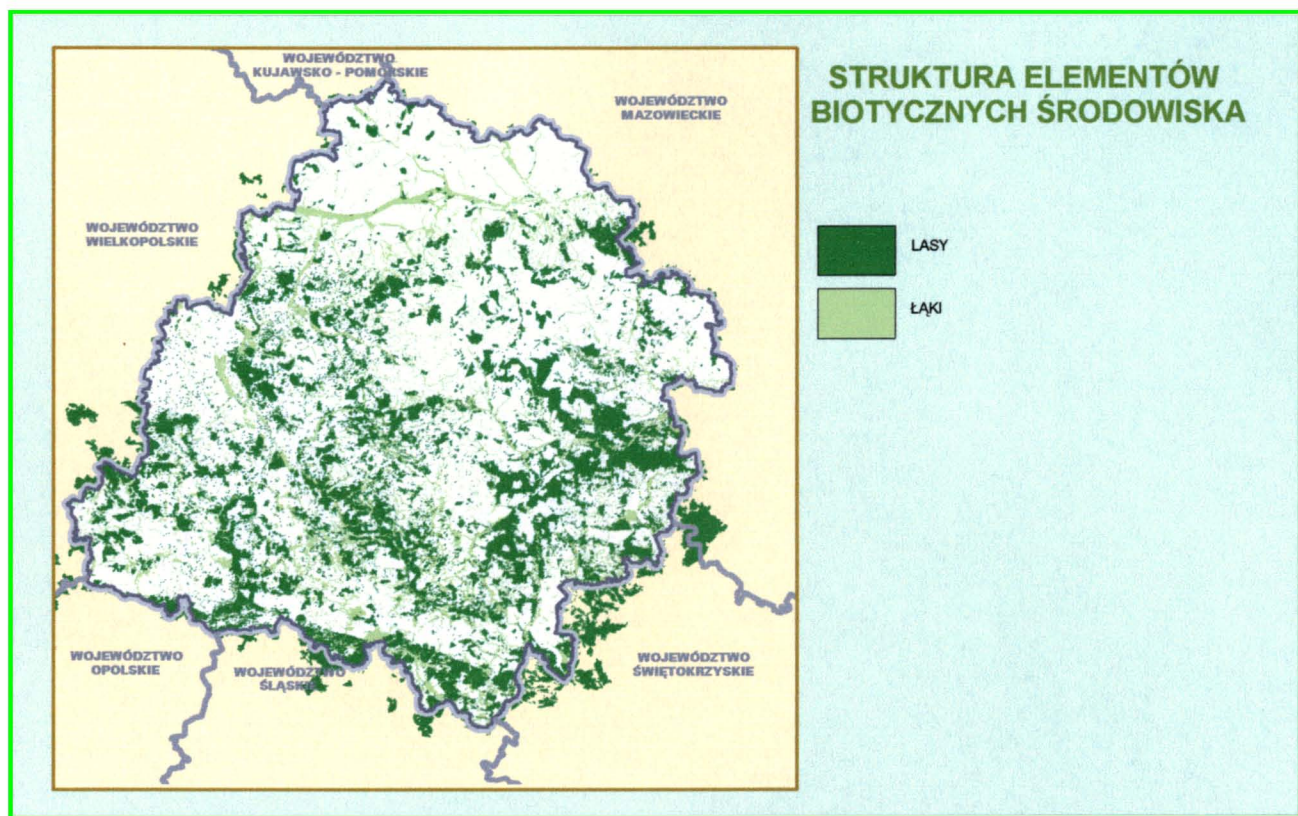 WOJEWÓDZTWO
KUJAWSKO - POMORSKIE
WOJEWÓDZTWO
MAZOWIECKIE
WOJEWÓDZTWO
WIELKOPOLSKIE
WOJEWÓDZTWO
OPOLSKIE
WOJEWÓDZTWO
ŚLĄSKIE
WOJEWÓDZTWO
ŚWIĘTOKRZYSKIE
STRUKTURA ELEMENTÓW
BIOTYCZNYCH ŚRODOWISKA
LASY
ŁĄKI